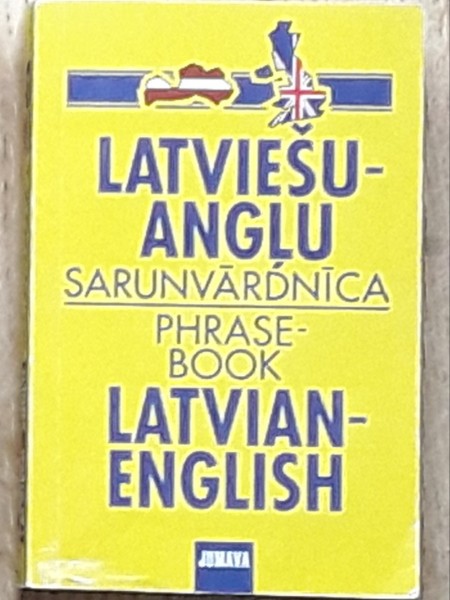 LATVIEŠU-
ANGĻU
SARUNVĀRDNĪCA
PHRASE-
BOOK
LATVIAN-
ENGLISH
JUMAVA